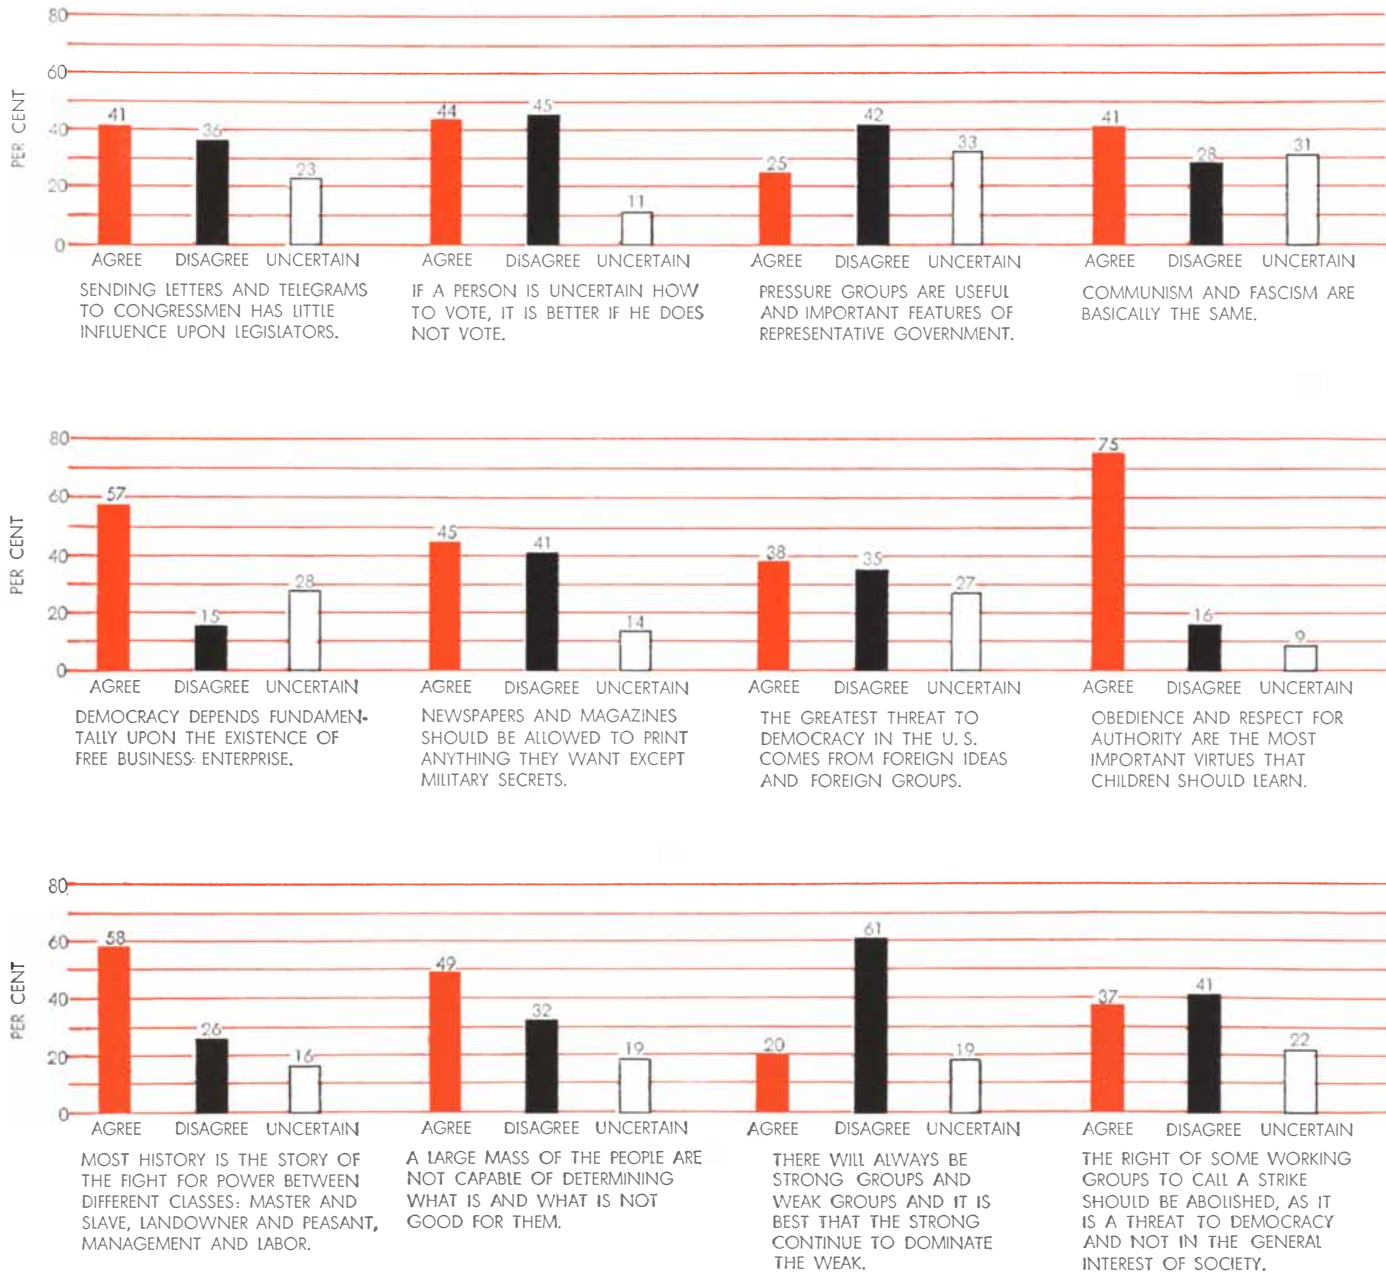 80
60
40
20
0
PER CENT
41
36
23
44
45
11
25
42
33
41
28
31
AGREE DISAGREE UNCERTAIN
AGREE DISAGREE UNCERTAIN
AGREE DISAGREE UNCERTAIN
AGREE DISAGREE UNCERTAIN
SENDING LETTERS AND TELEGRAMS
TO CONGRESSMEN HAS LITTLE
INFLUENCE UPON LEGISLATORS.
IF A PERSON IS UNCERTAIN HOW
TO VOTE, IT IS BETTER IF HE DOES
NOT VOTE.
PRESSURE GROUPS ARE USEFUL
AND IMPORTANT FEATURES OF
REPRESENTATIVE GOVERNMENT.
COMMUNISM AND FASCISM ARE
BASICALLY THE SAME.
80
60
40
20
0
PER CENT
57
15
28
45
41
14
38
35
27
75
16
9
AGREE DISAGREE UNCERTAIN
AGREE DISAGREE UNCERTAIN
AGREE DISAGREE UNCERTAIN
AGREE DISAGREE UNCERTAIN
DEMOCRACY DEPENDS FUNDAMEN-
TALLY UPON THE EXISTENCE OF
FREE BUSINESS ENTERPRISE.
NEWSPAPERS AND MAGAZINES
SHOULD BE ALLOWED TO PRINT
ANYTHING THEY WANT EXCEPT
MILITARY SECRETS.
THE GREATEST THREAT TO
DEMOCRACY IN THE U. S.
COMES FROM FOREIGN IDEAS
AND FOREIGN GROUPS.
OBEDIENCE AND RESPECT FOR
AUTHORITY ARE THE MOST
IMPORTANT VIRTUES THAT
CHILDREN SHOULD LEARN.
80
60
40
20
0
PER CENT
58
26
16
49
32
19
20
61
19
37
41
22
AGREE DISAGREE UNCERTAIN
AGREE DISAGREE UNCERTAIN
AGREE DISAGREE UNCERTAIN
AGREE DISAGREE UNCERTAIN
MOST HISTORY IS THE STORY OF
THE FIGHT FOR POWER BETWEEN
DIFFERENT CLASSES: MASTER AND
SLAVE, LANDOWNER AND PEASANT,
MANAGEMENT AND LABOR.
A LARGE MASS OF THE PEOPLE ARE
NOT CAPABLE OF DETERMINING
WHAT IS AND WHAT IS NOT
GOOD FOR THEM.
THERE WILL ALWAYS BE
STRONG GROUPS AND
WEAK GROUPS AND IT IS
BEST THAT THE STRONG
CONTINUE TO DOMINATE
THE WEAK.
THE RIGHT OF SOME WORKING
GROUPS TO CALL A STRIKE
SHOULD BE ABOLISHED, AS IT
IS A THREAT TO DEMOCRACY
AND NOT IN THE GENERAL
INTEREST OF SOCIETY.